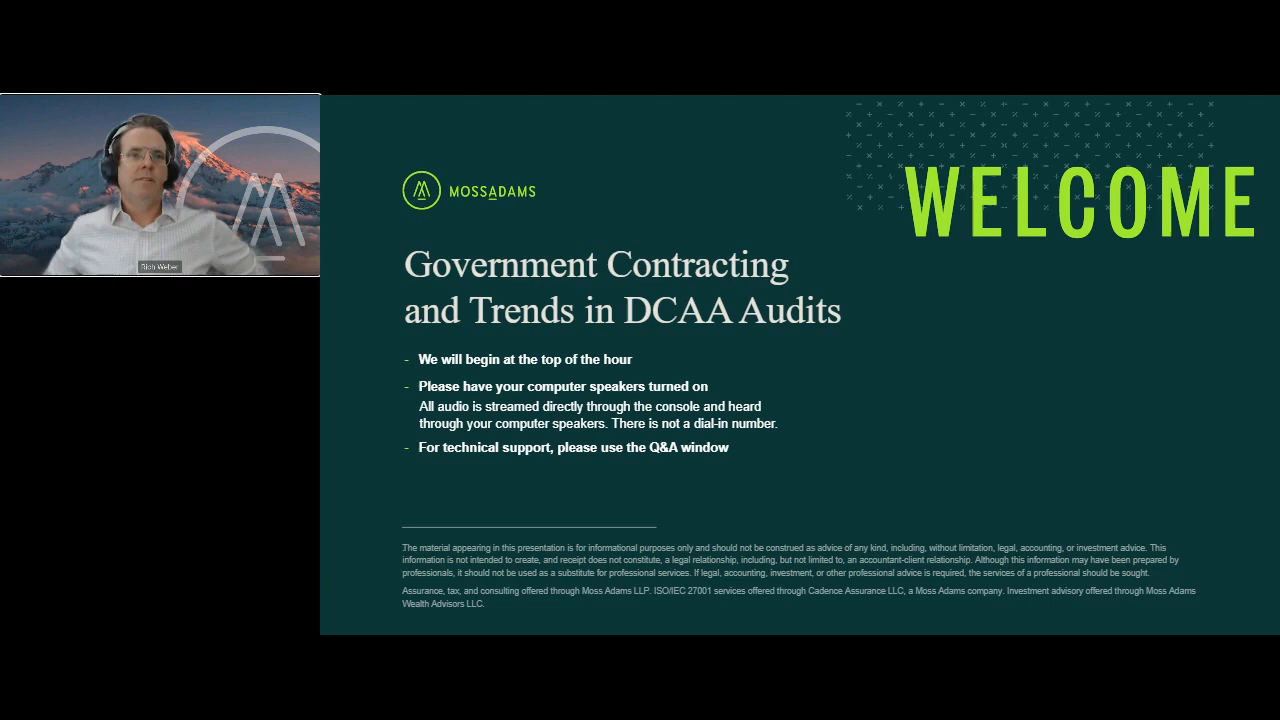 Rich Weber
MOSSADAMS
WELCOME
Government Contracting
and Trends in DCAA Audits
- We will begin at the top of the hour
- Please have your computer speakers turned on
All audio is streamed directly through the console and heard
through your computer speakers. There is not a dial-in number.
- For technical support, please use the Q&A window
The material appearing in this presentation is for informational purposes only and should not be construed as advice of any kind, including, without limitation, legal, accounting, or investment advice. This
information is not intended to create, and receipt does not constitute, a legal relationship, including, but not limited to, an accountant-client relationship. Although this information may have been prepared by
professionals, it should not be used as a substitute for professional services. If legal, accounting, investment, or other professional advice is required, the services of a professional should be sought.
Assurance, tax, and consulting offered through Moss Adams LLP. ISO/IEC 27001 services offered through Cadence Assurance LLC, a Moss Adams company. Investment advisory offered through Moss Adams
Wealth Advisors LLC.